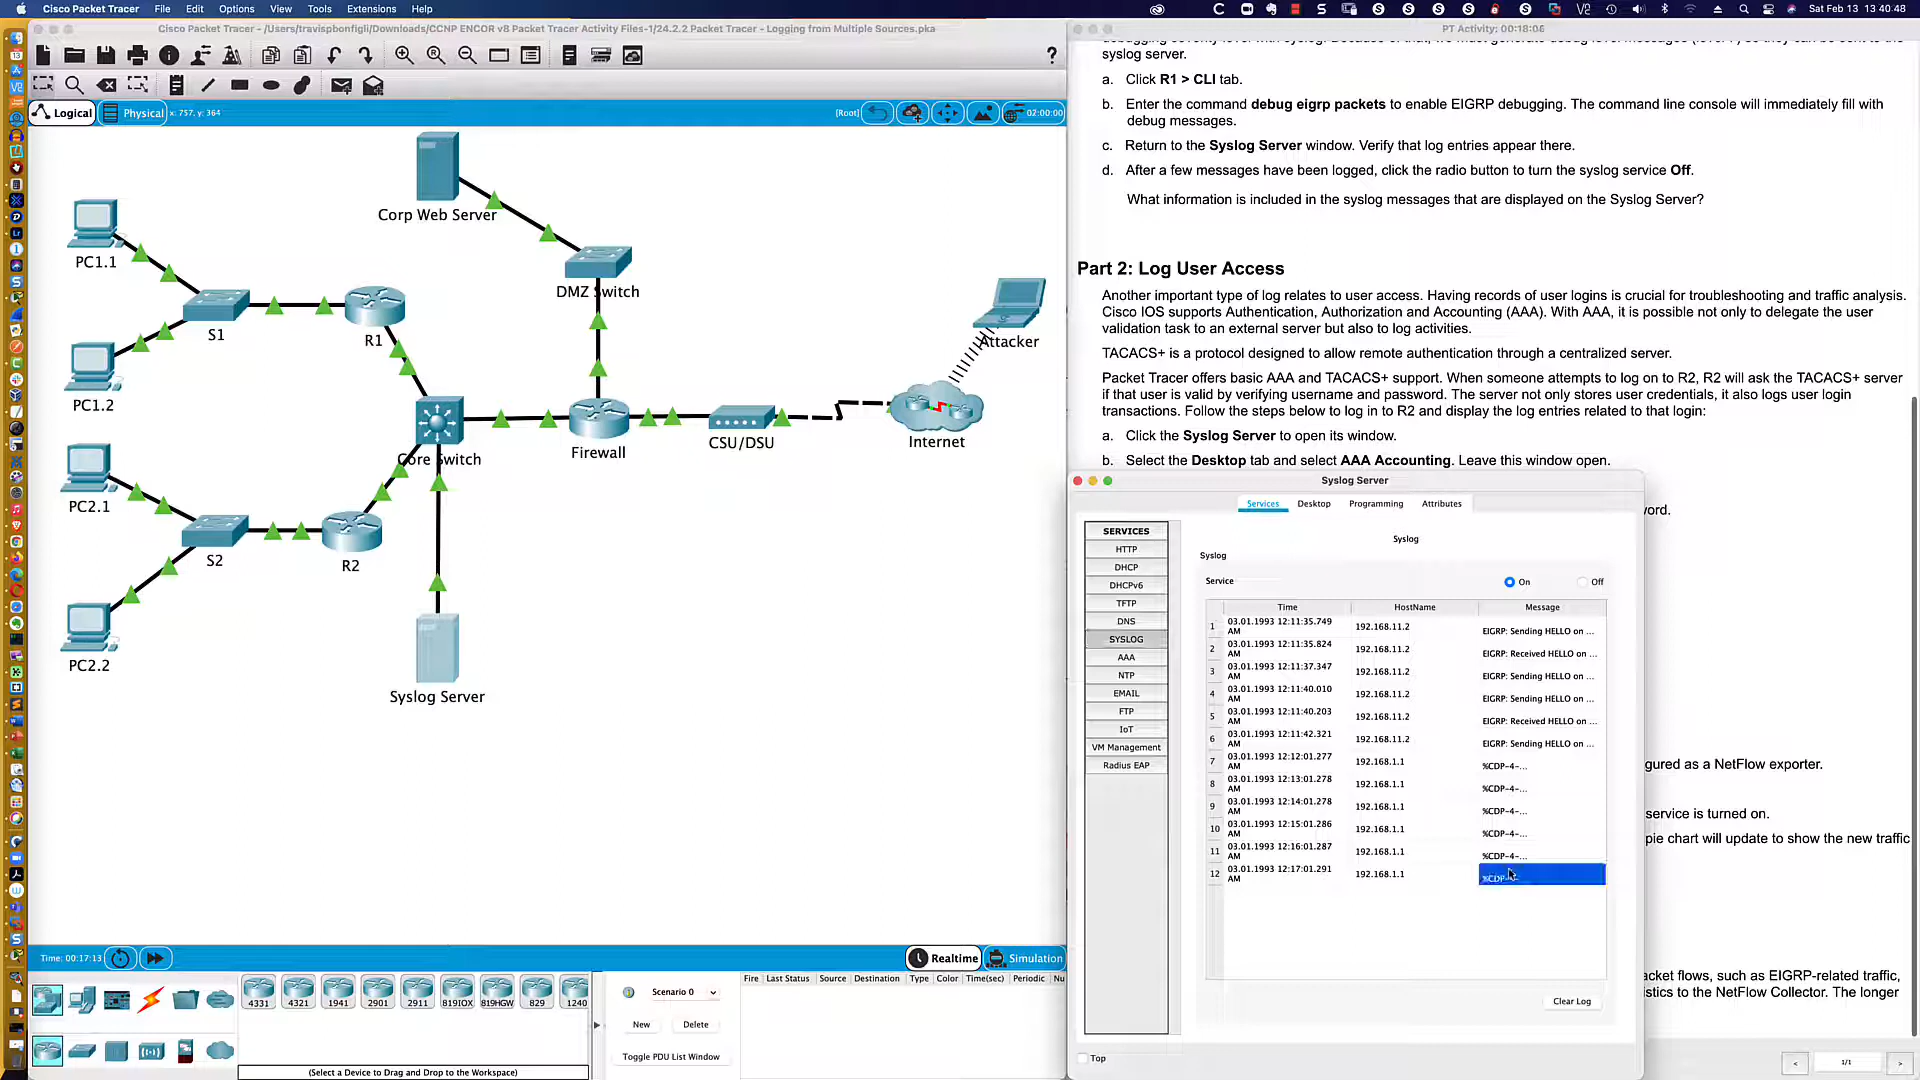 Cisco Packet Tracer File Edit Options View Tools Extensions Help
Sat Feb 13 13 40:48
Cisco Packet Tracer - /Users/travispbonfigli/Downloads/CCNP ENCOR v8 Packet Tracer Activity Files-1/24.2.2 Packet Tracer - Logging from Multiple Sources.pka
PT Activity: 00:18:06
Logical Physical x: 757, y: 364
[Root] 02:00:00
Corp Web Server
PC1.1
S1
R1
DMZ Switch
Attacker
PC1.2
Core Switch
Firewall
CSU/DSU
Internet
PC2.1
S2
R2
PC2.2
Syslog Server
syslog server.
a. Click R1 > CLI tab.
b. Enter the command debug eigrp packets to enable EIGRP debugging. The command line console will immediately fill with
debug messages.
c. Return to the Syslog Server window. Verify that log entries appear there.
d. After a few messages have been logged, click the radio button to turn the syslog service Off.
What information is included in the syslog messages that are displayed on the Syslog Server?
Part 2: Log User Access
Another important type of log relates to user access. Having records of user logins is crucial for troubleshooting and traffic analysis.
Cisco IOS supports Authentication, Authorization and Accounting (AAA). With AAA, it is possible not only to delegate the user
validation task to an external server but also to log activities.
TACACS+ is a protocol designed to allow remote authentication through a centralized server.
Packet Tracer offers basic AAA and TACACS+ support. When someone attempts to log on to R2, R2 will ask the TACACS+ server
if that user is valid by verifying username and password. The server not only stores user credentials, it also logs user login
transactions. Follow the steps below to log in to R2 and display the log entries related to that login:
a. Click the Syslog Server to open its window.
b. Select the Desktop tab and select AAA Accounting. Leave this window open.
Syslog Server
Services Desktop Programming Attributes
SERVICES
HTTP
DHCP
DHCPv6
TFTP
DNS
SYSLOG
AAA
NTP
EMAIL
FTP
IoT
VM Management
Radius EAP
Syslog
Syslog
Service On Off
Time HostName Message
1 03.01.1993 12:11:35.749 AM 192.168.11.2 EIGRP: Sending HELLO on ...
2 03.01.1993 12:11:35.824 AM 192.168.11.2 EIGRP: Received HELLO on ...
3 03.01.1993 12:11:37.347 AM 192.168.11.2 EIGRP: Sending HELLO on ...
4 03.01.1993 12:11:40.010 AM 192.168.11.2 EIGRP: Sending HELLO on ...
5 03.01.1993 12:11:40.203 AM 192.168.11.2 EIGRP: Received HELLO on ...
6 03.01.1993 12:11:42.321 AM 192.168.11.2 EIGRP: Sending HELLO on ...
7 03.01.1993 12:12:01.277 AM 192.168.1.1 %CDP-4-...
8 03.01.1993 12:13:01.278 AM 192.168.1.1 %CDP-4-...
9 03.01.1993 12:14:01.278 AM 192.168.1.1 %CDP-4-...
10 03.01.1993 12:15:01.286 AM 192.168.1.1 %CDP-4-...
11 03.01.1993 12:16:01.287 AM 192.168.1.1 %CDP-4-...
12 03.01.1993 12:17:01.291 AM 192.168.1.1 %CDP-4-
Clear Log
Top
gured as a NetFlow exporter.
service is turned on.
pie chart will update to show the new traffic
acket flows, such as EIGRP-related traffic,
istics to the NetFlow Collector. The longer
< 1/1 >
Time: 00:17:13 Realtime Simulation
4331 4321 1941 2901 2911 819IOX 819HGW 829 1240
(Select a Device to Drag and Drop to the Workspace)
Scenario 0
New Delete
Toggle PDU List Window
Fire Last Status Source Destination Type Color Time(sec) Periodic Nu